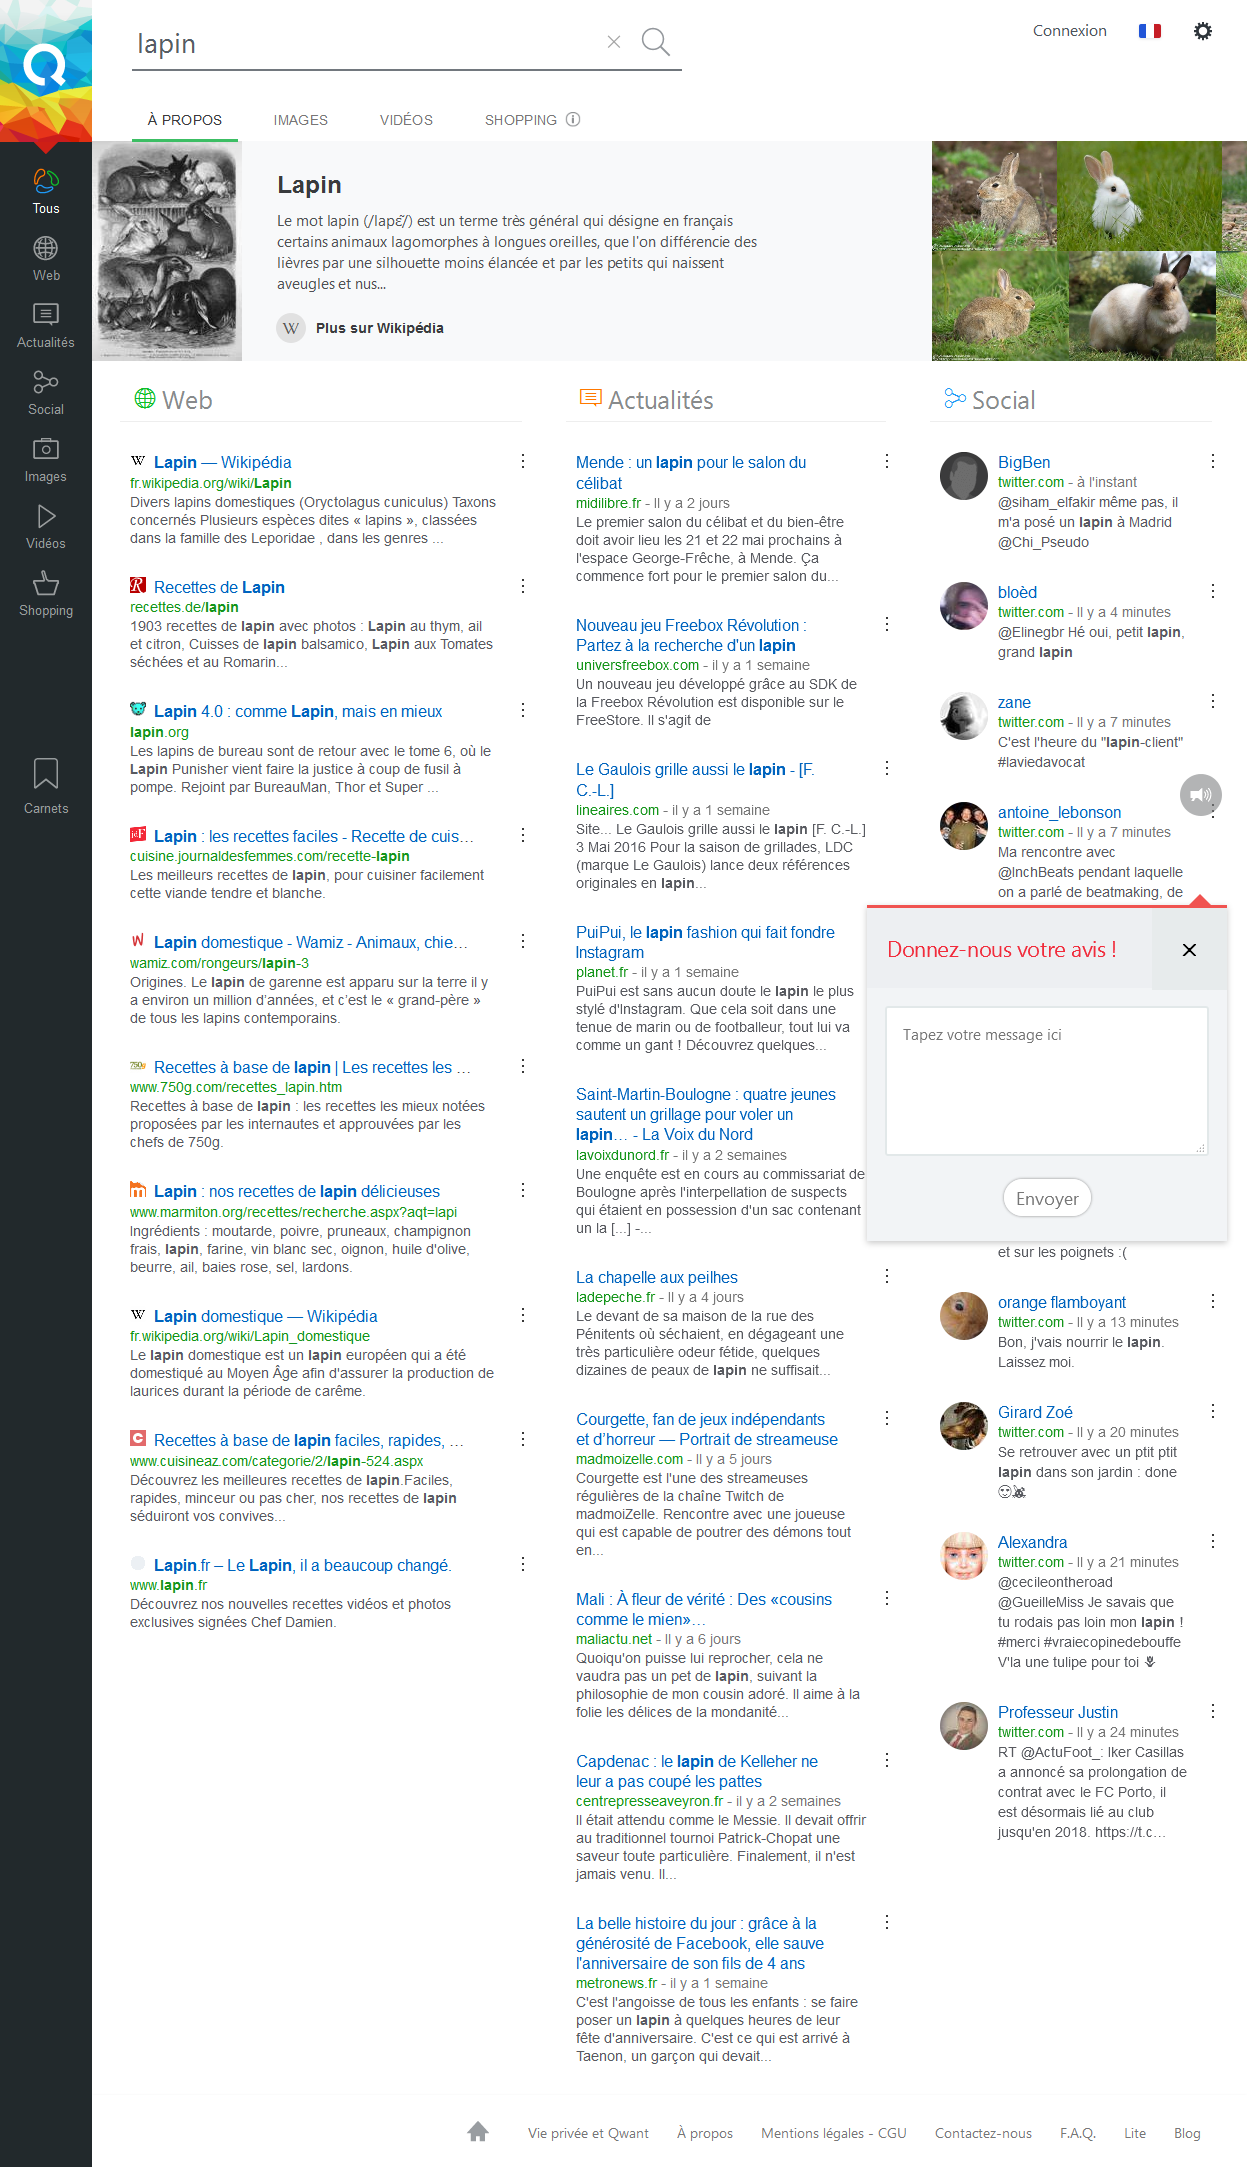 lapin
Connexion
À PROPOS
IMAGES
VIDÉOS
SHOPPING
Tous
Web
Actualités
Social
Images
Vidéos
Shopping
Carnets
Lapin
Le mot lapin (/lapɛ̃/) est un terme très général qui désigne en français
certains animaux lagomorphes à longues oreilles, que l'on différencie des
lièvres par une silhouette moins élancée et par les petits qui naissent
aveugles et nus...
W Plus sur Wikipédia
Web
W Lapin — Wikipédia
fr.wikipedia.org/wiki/Lapin
Divers lapins domestiques (Oryctolagus cuniculus) Taxons
concernés Plusieurs espèces dites « lapins », classées
dans la famille des Leporidae , dans les genres ...
R Recettes de Lapin
recettes.de/lapin
1903 recettes de lapin avec photos : Lapin au thym, ail
et citron, Cuisses de lapin balsamico, Lapin aux Tomates
séchées et au Romarin...
Lapin 4.0 : comme Lapin, mais en mieux
lapin.org
Les lapins de bureau sont de retour avec le tome 6, où le
Lapin Punisher vient faire la justice à coup de fusil à
pompe. Rejoint par BureauMan, Thor et Super ...
Lapin : les recettes faciles - Recette de cuis…
cuisine.journaldesfemmes.com/recette-lapin
Les meilleurs recettes de lapin, pour cuisiner facilement
cette viande tendre et blanche.
W Lapin domestique - Wamiz - Animaux, chie…
wamiz.com/rongeurs/lapin-3
Origines. Le lapin de garenne est apparu sur la terre il y
a environ un million d'années, et c'est le « grand-père »
de tous les lapins contemporains.
750g Recettes à base de lapin | Les recettes les …
www.750g.com/recettes_lapin.htm
Recettes à base de lapin : les recettes les mieux notées
proposées par les internautes et approuvées par les
chefs de 750g.
m Lapin : nos recettes de lapin délicieuses
www.marmiton.org/recettes/recherche.aspx?aqt=lapi
Ingrédients : moutarde, poivre, pruneaux, champignon
frais, lapin, farine, vin blanc sec, oignon, huile d'olive,
beurre, ail, baies rose, sel, lardons.
W Lapin domestique — Wikipédia
fr.wikipedia.org/wiki/Lapin_domestique
Le lapin domestique est un lapin européen qui a été
domestiqué au Moyen Âge afin d'assurer la production de
laurices durant la période de carême.
C Recettes à base de lapin faciles, rapides, …
www.cuisineaz.com/categorie/2/lapin-524.aspx
Découvrez les meilleures recettes de lapin.Faciles,
rapides, minceur ou pas cher, nos recettes de lapin
séduiront vos convives...
Lapin.fr – Le Lapin, il a beaucoup changé.
www.lapin.fr
Découvrez nos nouvelles recettes vidéos et photos
exclusives signées Chef Damien.
Actualités
Mende : un lapin pour le salon du
célibat
midilibre.fr - Il y a 2 jours
Le premier salon du célibat et du bien-être
doit avoir lieu les 21 et 22 mai prochains à
l'espace George-Frêche, à Mende. Ça
commence fort pour le premier salon du...
Nouveau jeu Freebox Révolution :
Partez à la recherche d'un lapin
universfreebox.com - il y a 1 semaine
Un nouveau jeu développé grâce au SDK de
la Freebox Révolution est disponible sur le
FreeStore. Il s'agit de
Le Gaulois grille aussi le lapin - [F.
C.-L.]
lineaires.com - il y a 1 semaine
Site... Le Gaulois grille aussi le lapin [F. C.-L.]
3 Mai 2016 Pour la saison de grillades, LDC
(marque Le Gaulois) lance deux références
originales en lapin...
PuiPui, le lapin fashion qui fait fondre
Instagram
planet.fr - il y a 1 semaine
PuiPui est sans aucun doute le lapin le plus
stylé d'Instagram. Que cela soit dans une
tenue de marin ou de footballeur, tout lui va
comme un gant ! Découvrez quelques...
Saint-Martin-Boulogne : quatre jeunes
sautent un grillage pour voler un
lapin… - La Voix du Nord
lavoixdunord.fr - il y a 2 semaines
Une enquête est en cours au commissariat de
Boulogne après l'interpellation de suspects
qui étaient en possession d'un sac contenant
un la [...] -...
La chapelle aux peilhes
ladepeche.fr - Il y a 4 jours
Le devant de sa maison de la rue des
Pénitents où séchaient, en dégageant une
très particulière odeur fétide, quelques
dizaines de peaux de lapin ne suffisait...
Courgette, fan de jeux indépendants
et d'horreur — Portrait de streameuse
madmoizelle.com - Il y a 5 jours
Courgette est l'une des streameuses
régulières de la chaîne Twitch de
madmoiZelle. Rencontre avec une joueuse
qui est capable de poutrer des démons tout
en...
Mali : À fleur de vérité : Des «cousins
comme le mien»…
maliactu.net - Il y a 6 jours
Quoiqu'on puisse lui reprocher, cela ne
vaudra pas un pet de lapin, suivant la
philosophie de mon cousin adoré. Il aime à la
folie les délices de la mondanité...
Capdenac : le lapin de Kelleher ne
leur a pas coupé les pattes
centrepresseaveyron.fr - il y a 2 semaines
Il était attendu comme le Messie. Il devait offrir
au traditionnel tournoi Patrick-Chopat une
saveur toute particulière. Finalement, il n'est
jamais venu. Il...
La belle histoire du jour : grâce à la
générosité de Facebook, elle sauve
l'anniversaire de son fils de 4 ans
metronews.fr - il y a 1 semaine
C'est l'angoisse de tous les enfants : se faire
poser un lapin à quelques heures de leur
fête d'anniversaire. C'est ce qui est arrivé à
Taenon, un garçon qui devait...
Social
BigBen
twitter.com - à l'instant
@siham_elfakir même pas, il
m'a posé un lapin à Madrid
@Chi_Pseudo
bloèd
twitter.com - Il y a 4 minutes
@Elinegbr Hé oui, petit lapin,
grand lapin
zane
twitter.com - Il y a 7 minutes
C'est l'heure du "lapin-client"
#laviedavocat
antoine_lebonson
twitter.com - Il y a 7 minutes
Ma rencontre avec
@InchBeats pendant laquelle
on a parlé de beatmaking, de
Donnez-nous votre avis !
Tapez votre message ici
Envoyer
et sur les poignets :(
orange flamboyant
twitter.com - Il y a 13 minutes
Bon, j'vais nourrir le lapin.
Laissez moi.
Girard Zoé
twitter.com - Il y a 20 minutes
Se retrouver avec un ptit ptit
lapin dans son jardin : done
Alexandra
twitter.com - Il y a 21 minutes
@cecileontheroad
@GueilleMiss Je savais que
tu rodais pas loin mon lapin !
#merci #vraiecopinedebouffe
V'la une tulipe pour toi
Professeur Justin
twitter.com - Il y a 24 minutes
RT @ActuFoot_: Iker Casillas
a annoncé sa prolongation de
contrat avec le FC Porto, il
est désormais lié au club
jusqu'en 2018. https://t.c…
Vie privée et Qwant
À propos
Mentions légales - CGU
Contactez-nous
F.A.Q.
Lite
Blog